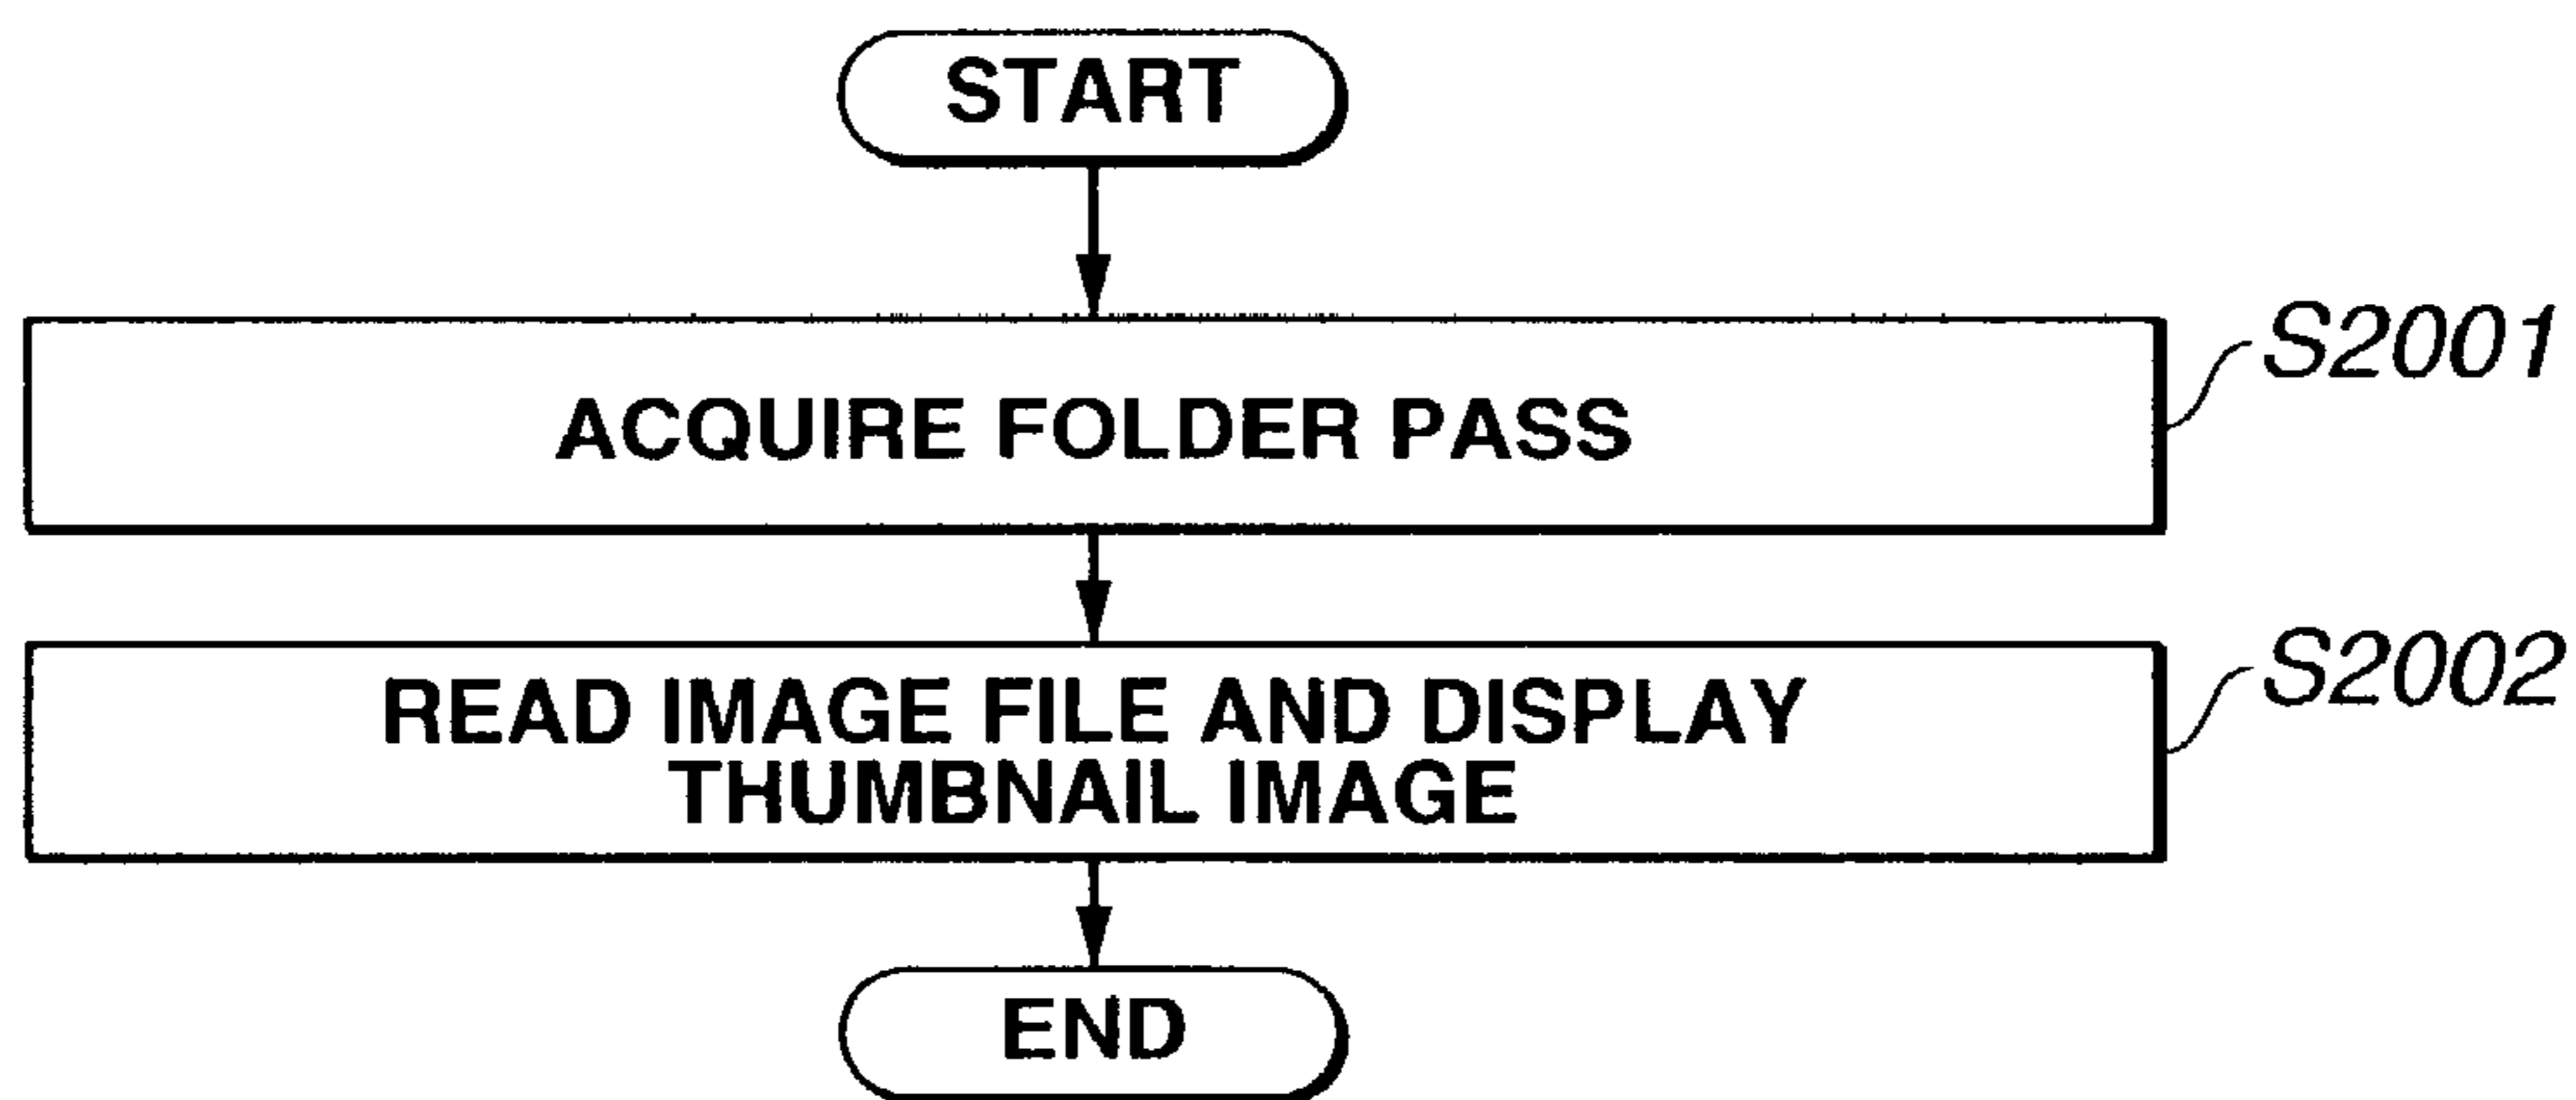 START
ACQUIRE FOLDER PASS
S2001
READ IMAGE FILE AND DISPLAY
THUMBNAIL IMAGE
S2002
END